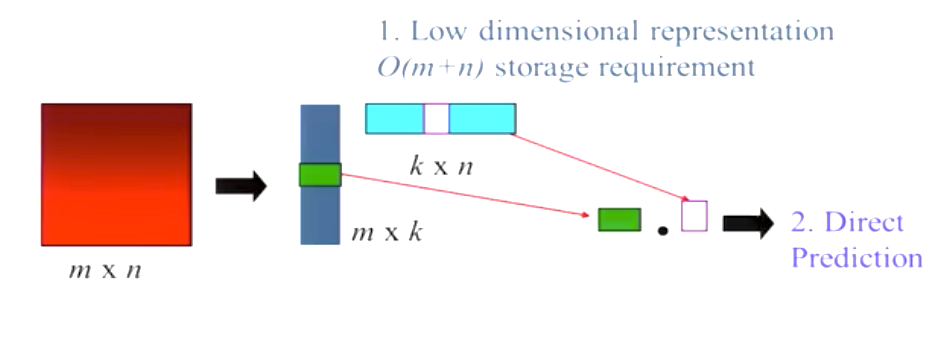 1. Low dimensional representation
O(m+n) storage requirement
k x n
m x k
2. Direct
Prediction
m x n